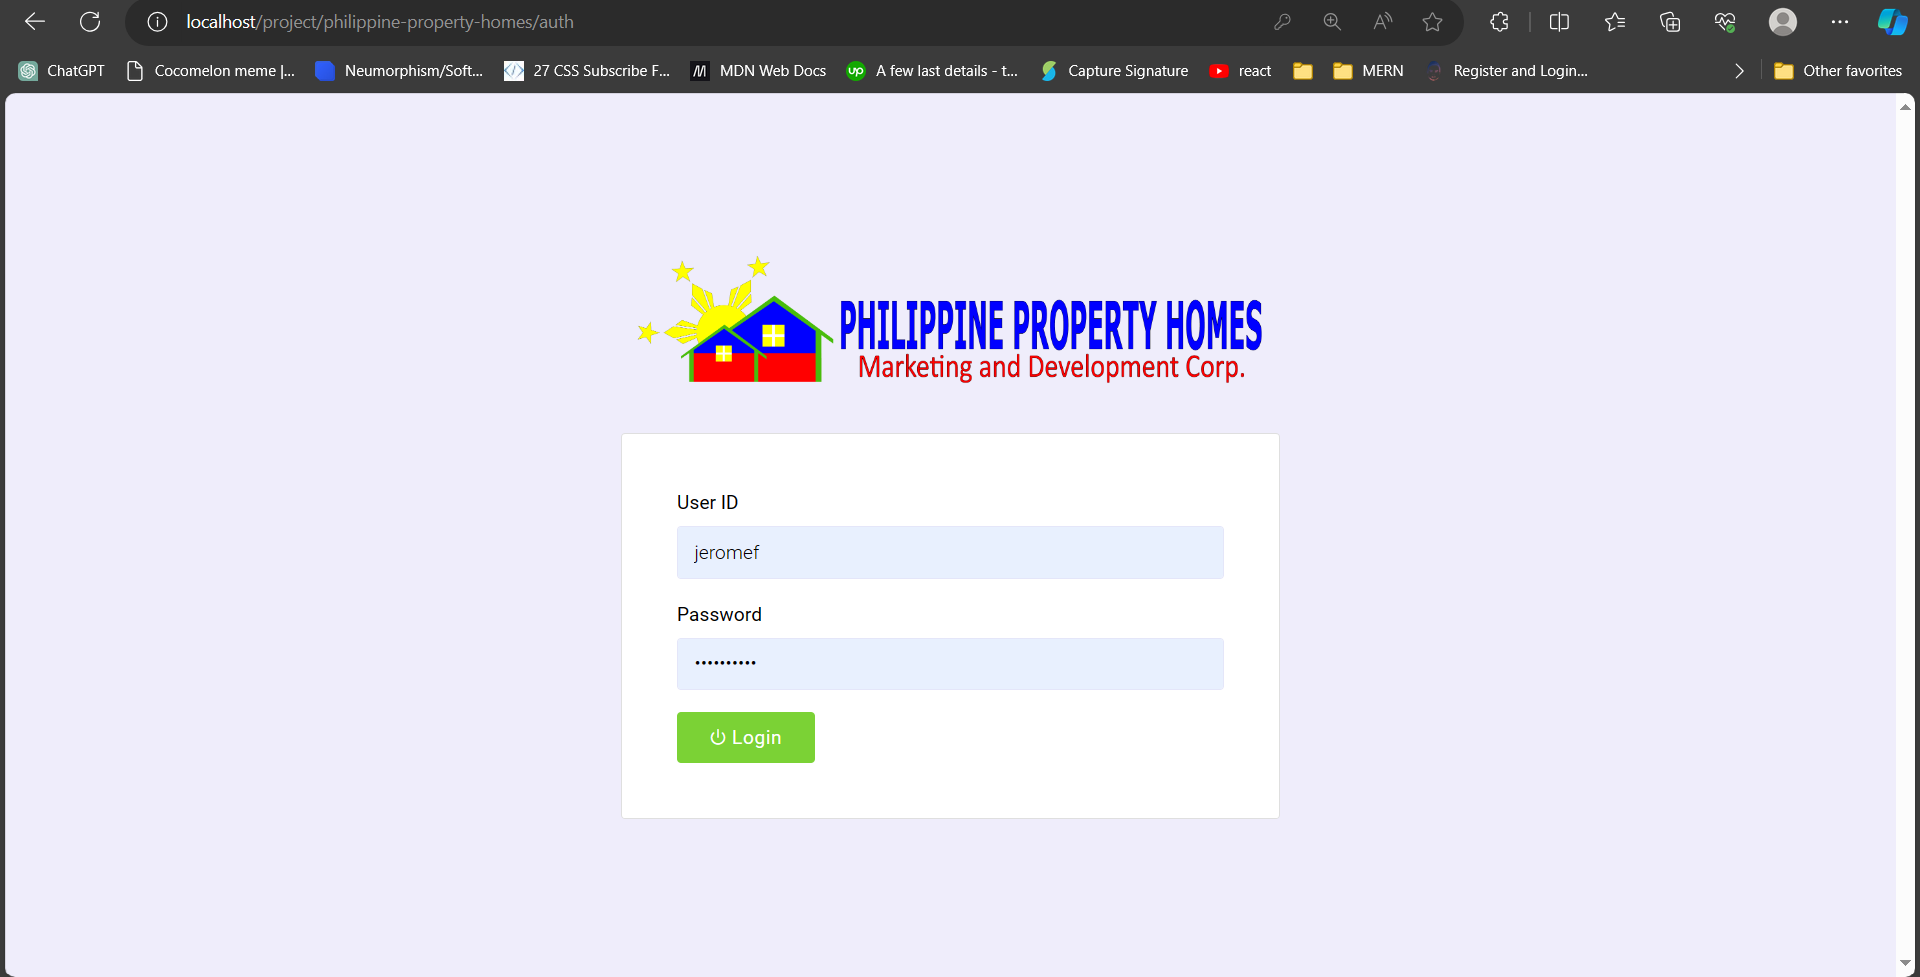 localhost/project/philippine-property-homes/auth
ChatGPT Cocomelon meme |... Neumorphism/Soft... 27 CSS Subscribe F... MDN Web Docs up A few last details - t... Capture Signature react MERN Register and Login... Other favorites
PHILIPPINE PROPERTY HOMES
Marketing and Development Corp.
User ID
jeromef
Password
••••••••••
Login